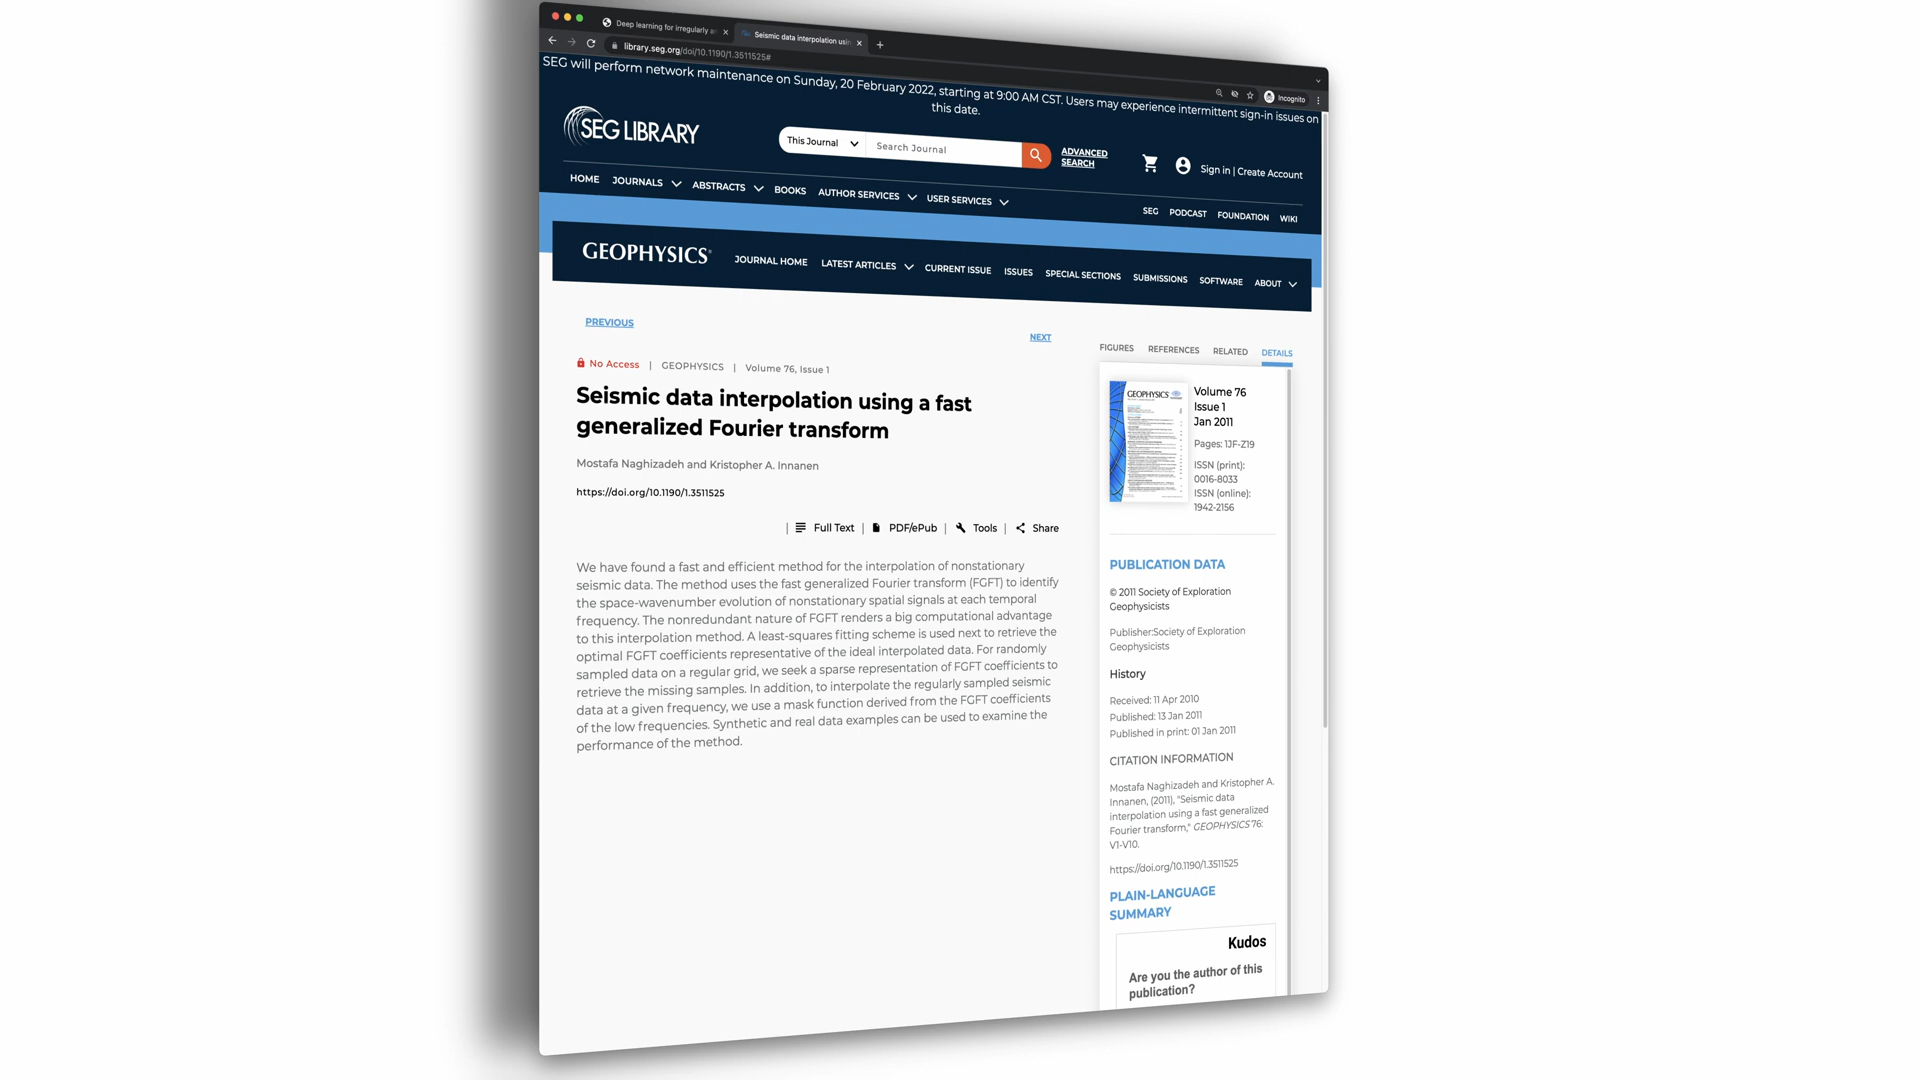 Deep learning for irregularly a
Seismic data interpolation usin
library.seg.org/doi/10.1190/1.3511525#
Incognito
SEG will perform network maintenance on Sunday, 20 February 2022, starting at 9:00 AM CST. Users may experience intermittent sign-in issues on
this date.
SEG LIBRARY
This Journal
Search Journal
ADVANCED
SEARCH
Sign in | Create Account
HOME JOURNALS ABSTRACTS BOOKS AUTHOR SERVICES USER SERVICES
SEG PODCAST FOUNDATION WIKI
GEOPHYSICS
JOURNAL HOME LATEST ARTICLES CURRENT ISSUE ISSUES SPECIAL SECTIONS SUBMISSIONS SOFTWARE ABOUT
PREVIOUS
NEXT
No Access | GEOPHYSICS | Volume 76, Issue 1
Seismic data interpolation using a fast
generalized Fourier transform
Mostafa Naghizadeh and Kristopher A. Innanen
https://doi.org/10.1190/1.3511525
| Full Text | PDF/ePub | Tools | Share
We have found a fast and efficient method for the interpolation of nonstationary
seismic data. The method uses the fast generalized Fourier transform (FGFT) to identify
the space-wavenumber evolution of nonstationary spatial signals at each temporal
frequency. The nonredundant nature of FGFT renders a big computational advantage
to this interpolation method. A least-squares fitting scheme is used next to retrieve the
optimal FGFT coefficients representative of the ideal interpolated data. For randomly
sampled data on a regular grid, we seek a sparse representation of FGFT coefficients to
retrieve the missing samples. In addition, to interpolate the regularly sampled seismic
data at a given frequency, we use a mask function derived from the FGFT coefficients
of the low frequencies. Synthetic and real data examples can be used to examine the
performance of the method.
FIGURES REFERENCES RELATED DETAILS
GEOPHYSICS
Volume 76
Issue 1
Jan 2011
Pages: 1JF-Z19
ISSN (print):
0016-8033
ISSN (online):
1942-2156
PUBLICATION DATA
© 2011 Society of Exploration
Geophysicists
Publisher:Society of Exploration
Geophysicists
History
Received: 11 Apr 2010
Published: 13 Jan 2011
Published in print: 01 Jan 2011
CITATION INFORMATION
Mostafa Naghizadeh and Kristopher A.
Innanen, (2011), "Seismic data
interpolation using a fast generalized
Fourier transform," GEOPHYSICS 76:
V1-V10.
https://doi.org/10.1190/1.3511525
PLAIN-LANGUAGE
SUMMARY
Kudos
Are you the author of this
publication?